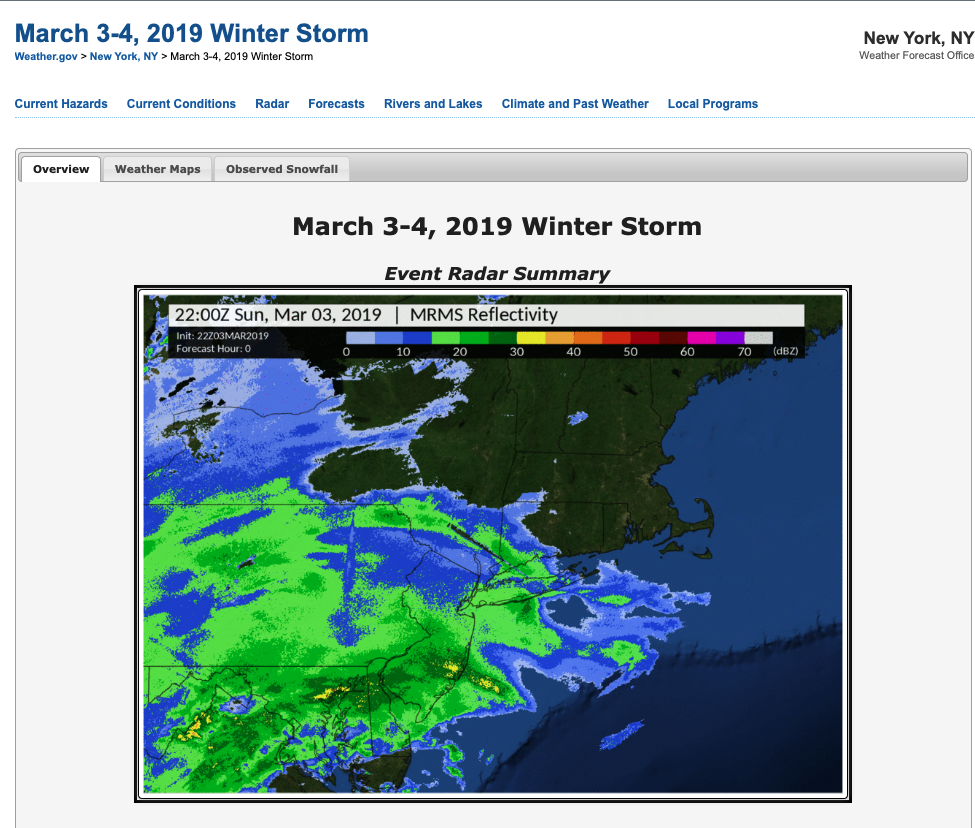 March 3-4, 2019 Winter Storm
Weather.gov > New York, NY > March 3-4, 2019 Winter Storm
New York, NY
Weather Forecast Office
Current Hazards Current Conditions Radar Forecasts Rivers and Lakes Climate and Past Weather Local Programs
Overview Weather Maps Observed Snowfall
March 3-4, 2019 Winter Storm
Event Radar Summary
22:00Z Sun, Mar 03, 2019 | MRMS Reflectivity
Init: 22Z03MAR2019
Forecast Hour: 0
0 10 20 30 40 50 60 70 (dBZ)